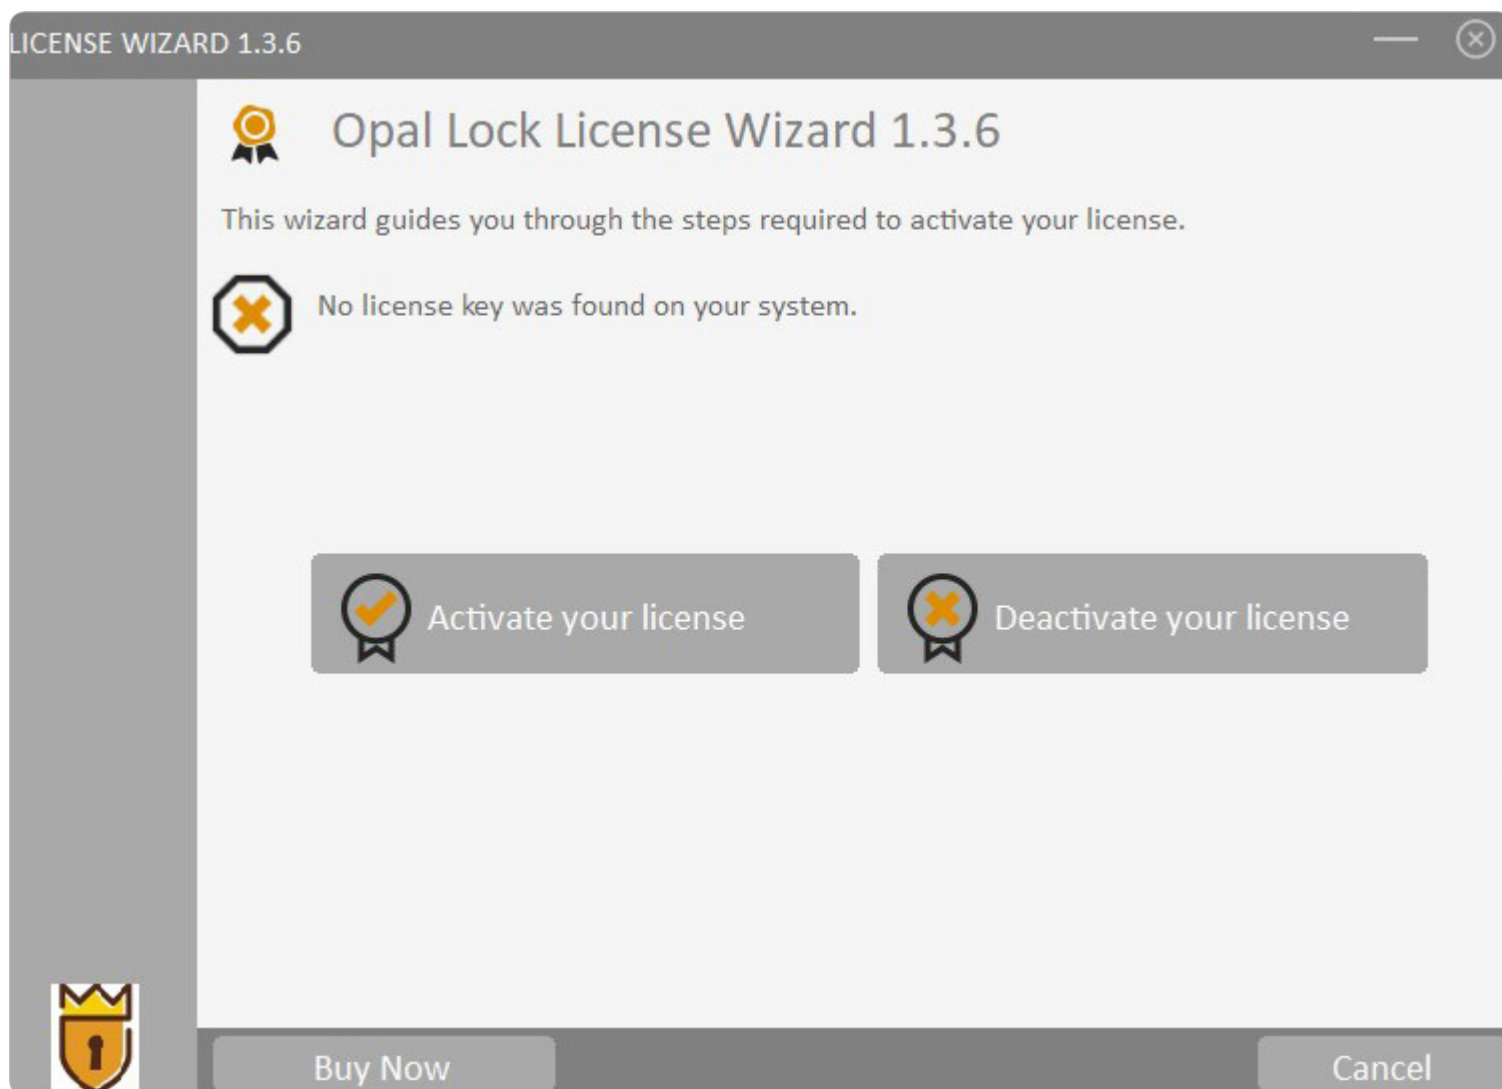 LICENSE WIZARD 1.3.6
Opal Lock License Wizard 1.3.6
This wizard guides you through the steps required to activate your license.
No license key was found on your system.
Activate your license
Deactivate your license
Buy Now
Cancel